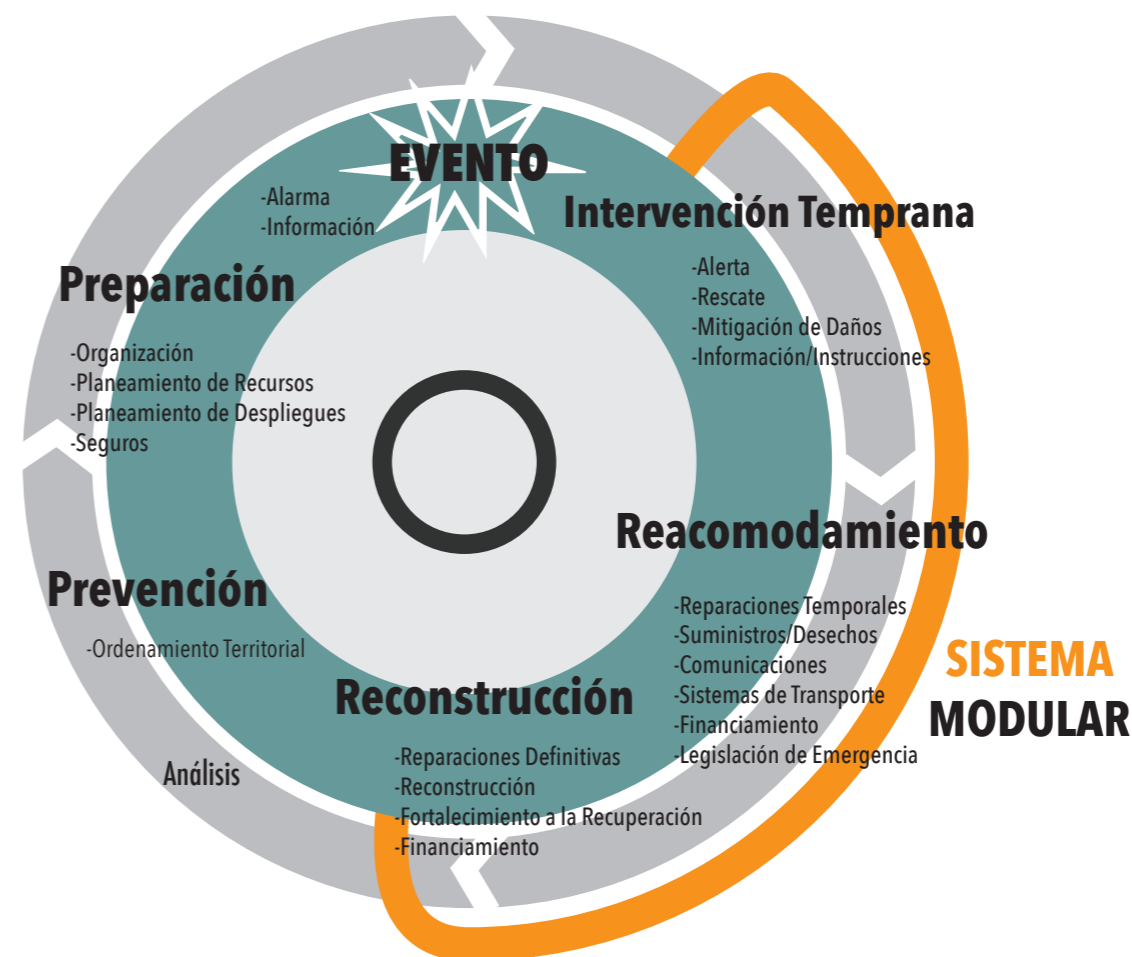 EVENTO
-Alarma
-Información
Intervención Temprana
-Alerta
-Rescate
-Mitigación de Daños
-Información/Instrucciones
Preparación
-Organización
-Planeamiento de Recursos
-Planeamiento de Despliegues
-Seguros
Reacomodamiento
-Reparaciones Temporales
-Suministros/Desechos
-Comunicaciones
-Sistemas de Transporte
-Financiamiento
-Legislación de Emergencia
SISTEMA
MODULAR
Prevención
-Ordenamiento Territorial
Reconstrucción
-Reparaciones Definitivas
-Reconstrucción
-Fortalecimiento a la Recuperación
-Financiamiento
Análisis